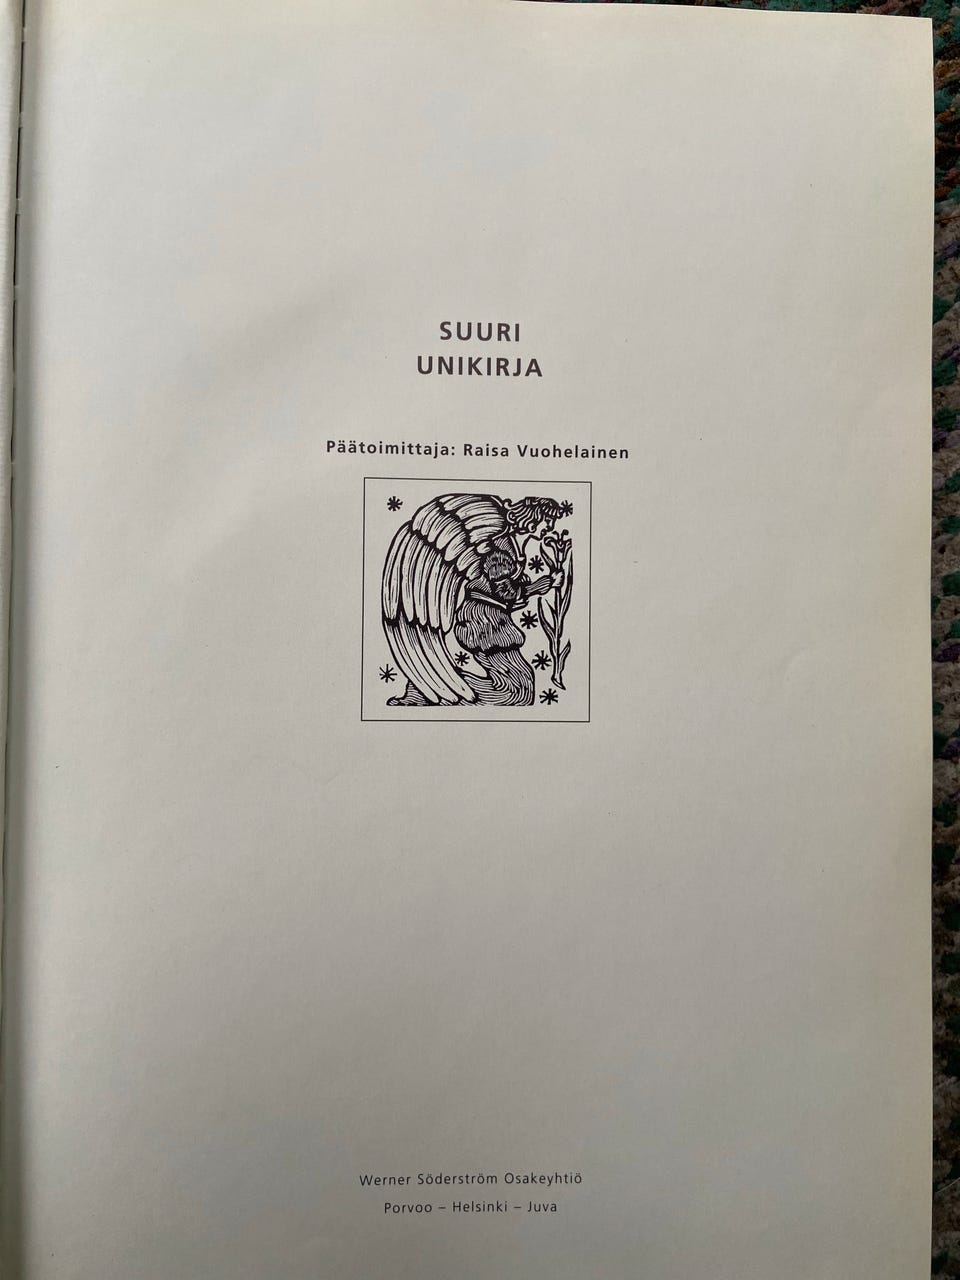 SUURI
UNIKIRJA
Päätoimittaja: Raisa Vuohelainen
Werner Söderström Osakeyhtiö
Porvoo – Helsinki – Juva